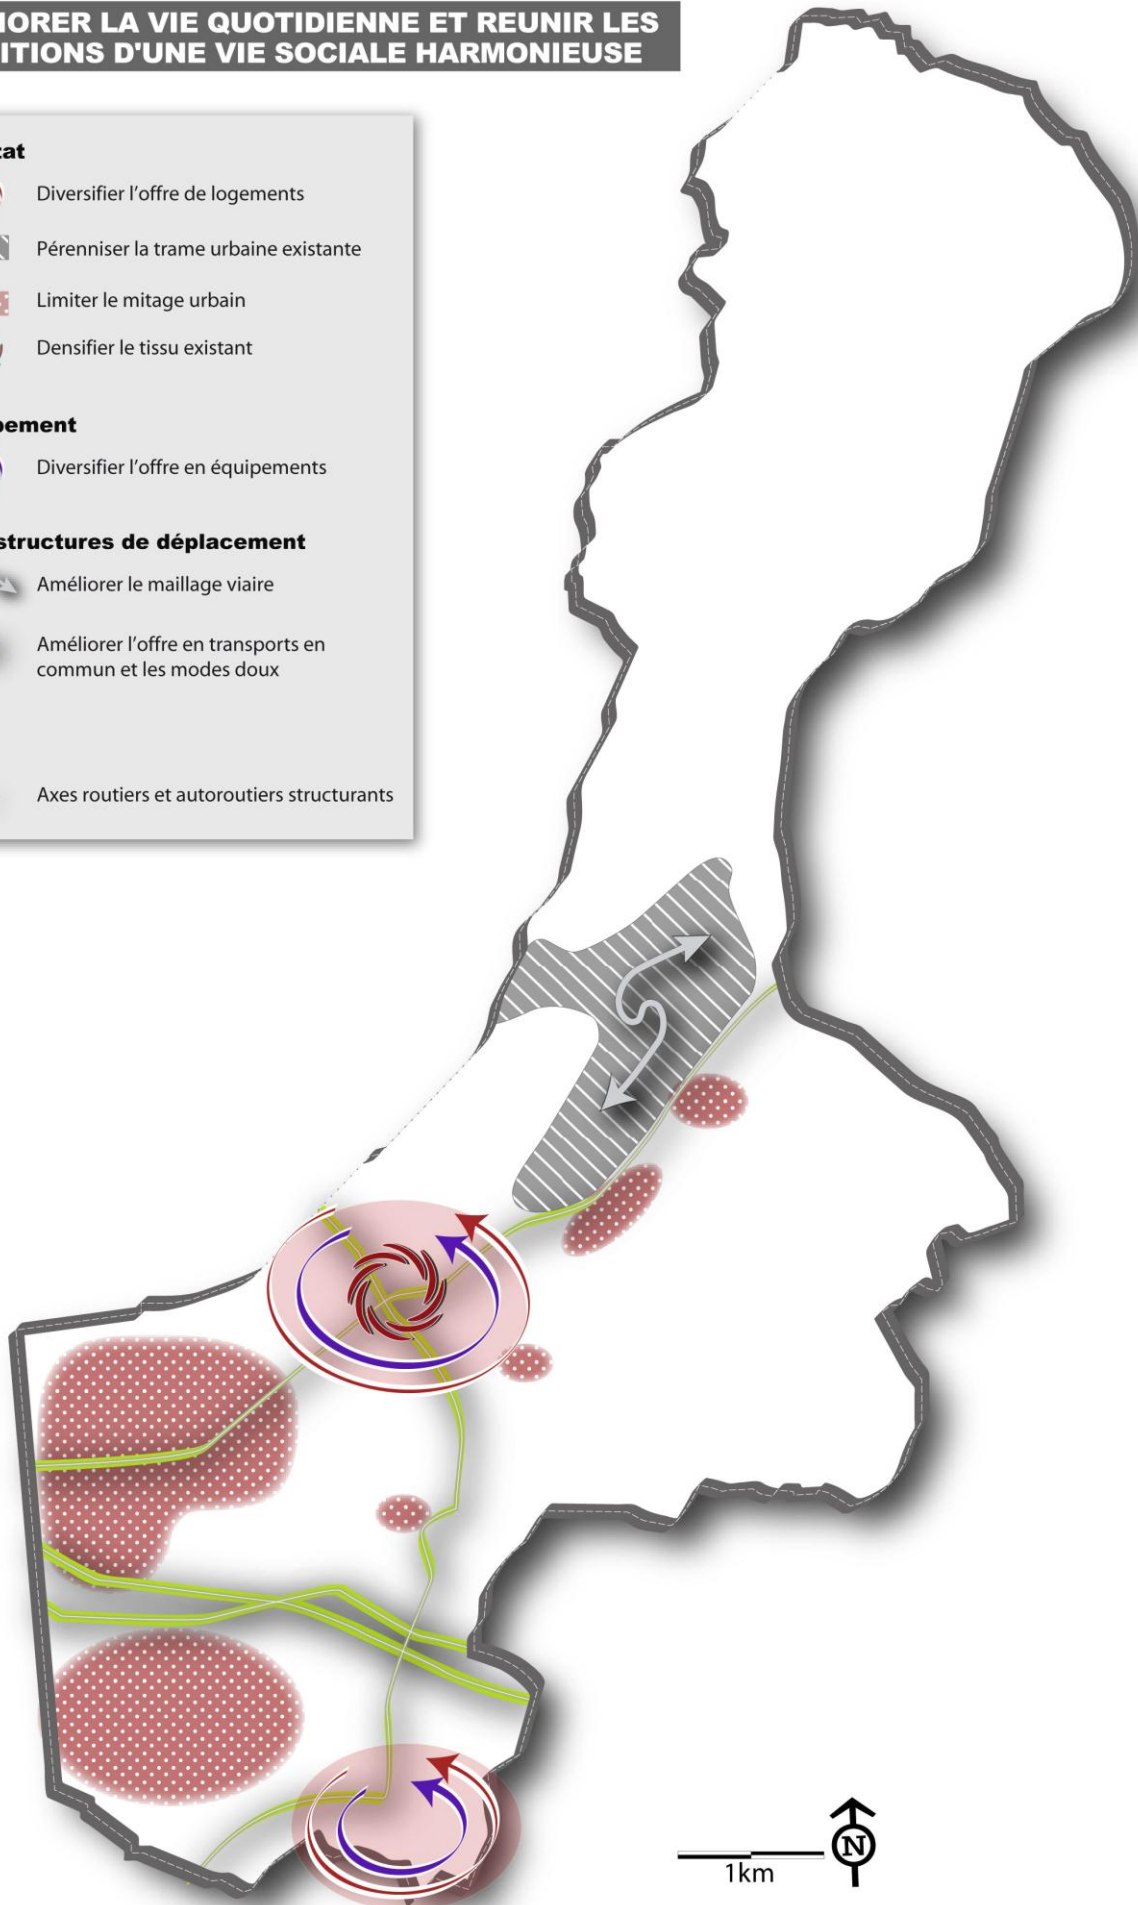 IORER LA VIE QUOTIDIENNE ET REUNIR LES
ITIONS D'UNE VIE SOCIALE HARMONIEUSE
tat
Diversifier l'offre de logements
Pérenniser la trame urbaine existante
Limiter le mitage urbain
Densifier le tissu existant
pement
Diversifier l'offre en équipements
structures de déplacement
Améliorer le maillage viaire
Améliorer l'offre en transports en
commun et les modes doux
Axes routiers et autoroutiers structurants
N
1km